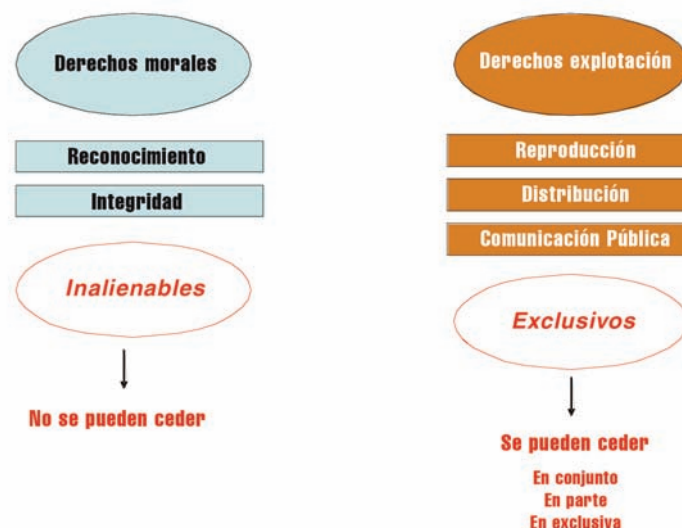 Derechos morales
Reconocimiento
Integridad
Inalienables
No se pueden ceder
Derechos explotación
Reproducción
Distribución
Comunicación Pública
Exclusivos
Se pueden ceder
En conjunto
En parte
En exclusiva